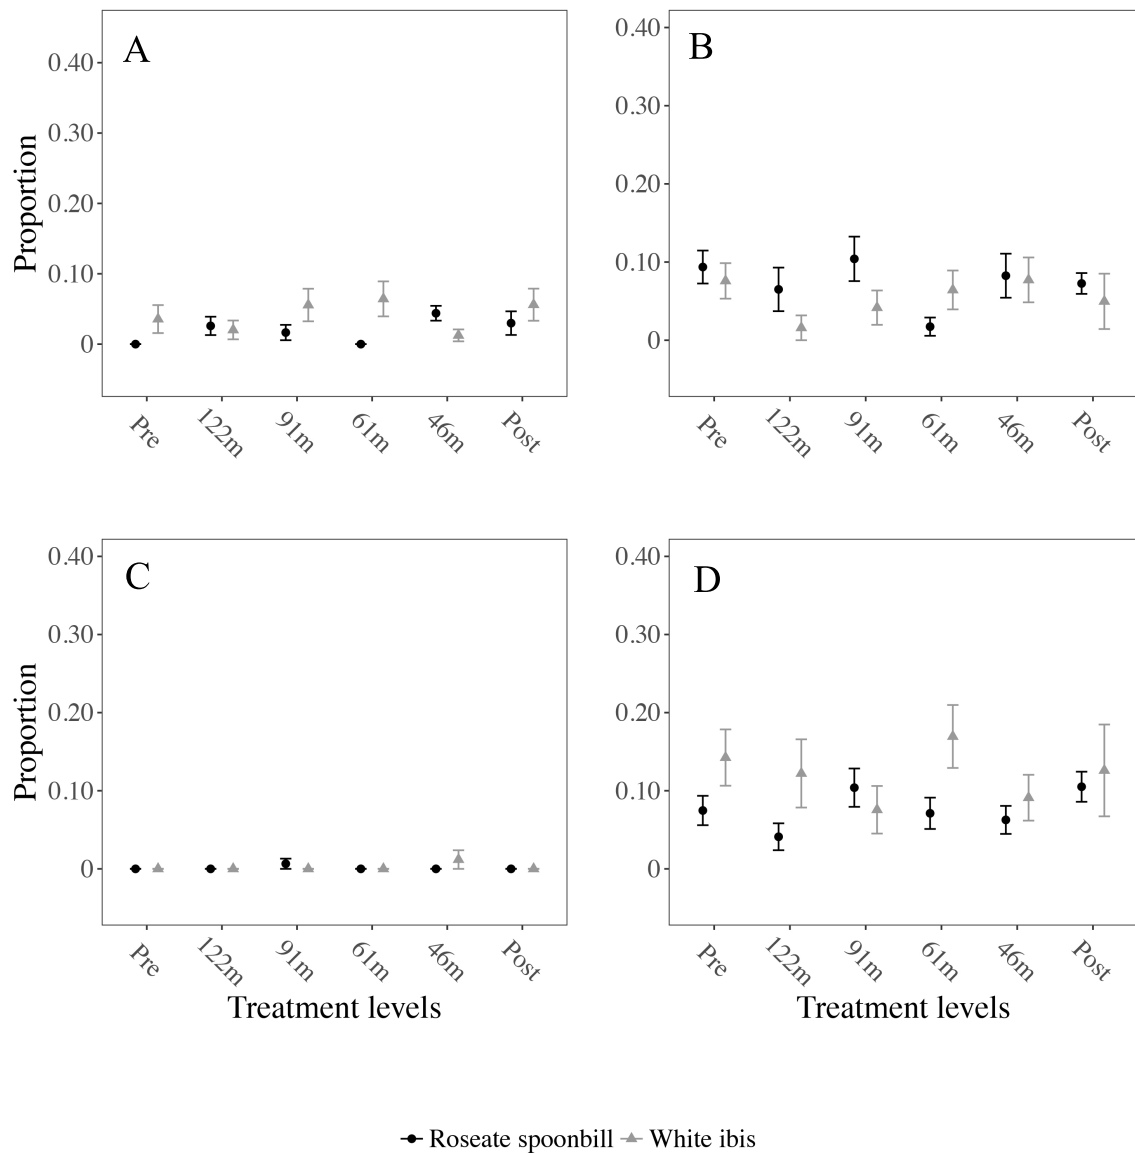 A
B
0.40
0.30
0.20
0.10
0
Proportion
Pre
122m
91m
61m
46m
Post
0.40
0.30
0.20
0.10
0
Pre
122m
91m
61m
46m
Post
C
D
0.40
0.30
0.20
0.10
0
Proportion
Pre
122m
91m
61m
46m
Post
Treatment levels
0.40
0.30
0.20
0.10
0
Pre
122m
91m
61m
46m
Post
Treatment levels
Roseate spoonbill White ibis